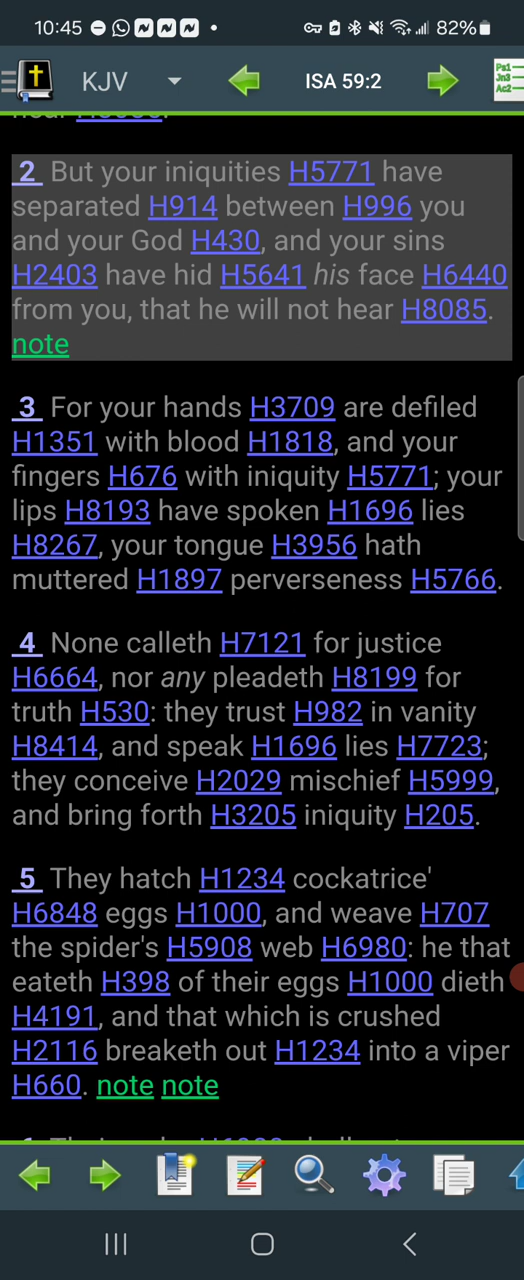 10:45 82%
KJV ISA 59:2 Ps1 Jn3 Ac2
2 But your iniquities H5771 have
separated H914 between H996 you
and your God H430, and your sins
H2403 have hid H5641 his face H6440
from you, that he will not hear H8085.
note
3 For your hands H3709 are defiled
H1351 with blood H1818, and your
fingers H676 with iniquity H5771; your
lips H8193 have spoken H1696 lies
H8267, your tongue H3956 hath
muttered H1897 perverseness H5766.
4 None calleth H7121 for justice
H6664, nor any pleadeth H8199 for
truth H530: they trust H982 in vanity
H8414, and speak H1696 lies H7723;
they conceive H2029 mischief H5999,
and bring forth H3205 iniquity H205.
5 They hatch H1234 cockatrice'
H6848 eggs H1000, and weave H707
the spider's H5908 web H6980: he that
eateth H398 of their eggs H1000 dieth
H4191, and that which is crushed
H2116 breaketh out H1234 into a viper
H660. note note